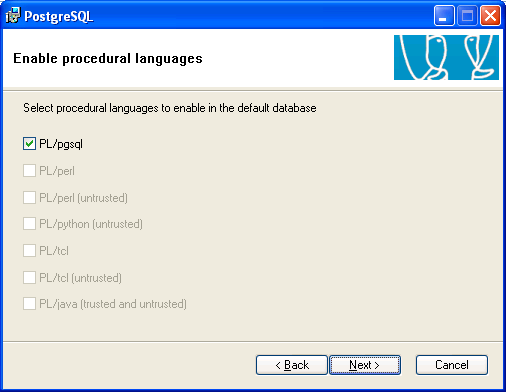 PostgreSQL
Enable procedural languages
Select procedural languages to enable in the default database
PL/pgsql
PL/perl
PL/perl (untrusted)
PL/python (untrusted)
PL/tcl
PL/tcl (untrusted)
PL/java (trusted and untrusted)
< Back Next > Cancel